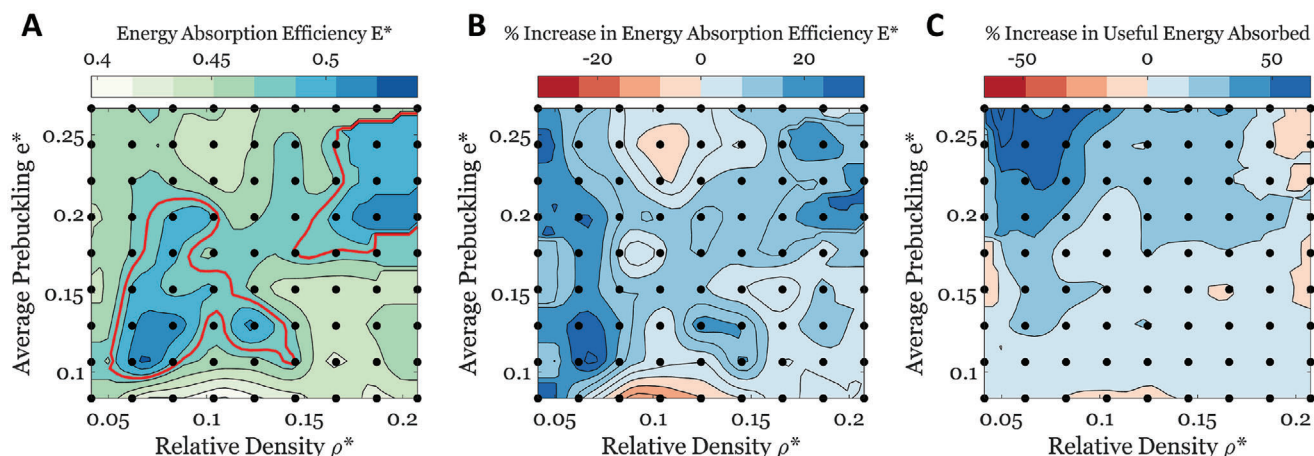 A
Energy Absorption Efficiency E*
0.4 0.45 0.5
0.25
0.2
0.15
0.1
Average Prebuckling e*
0.05 0.1 0.15 0.2
Relative Density ρ*
B
% Increase in Energy Absorption Efficiency E*
-20 0 20
0.25
0.2
0.15
0.1
Average Prebuckling e*
0.05 0.1 0.15 0.2
Relative Density ρ*
C
% Increase in Useful Energy Absorbed
-50 0 50
0.25
0.2
0.15
0.1
Average Prebuckling e*
0.05 0.1 0.15 0.2
Relative Density ρ*